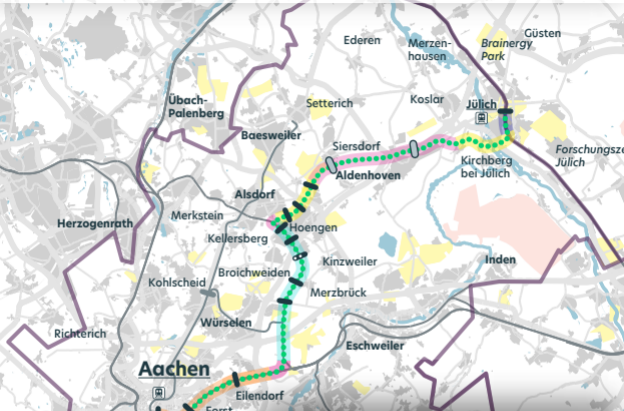 Güsten
Ederen
Merzen-
hausen
Brainergy
Park
Übach-
Palenberg
Setterich
Koslar
Jülich
Baesweiler
Siersdorf
Forschungsz
Jülich
Kirchberg
bei Jülich
Aldenhoven
Alsdorf
Merkstein
Herzogenrath
Hoengen
Kellersberg
Kinzweiler
Inden
Broichweiden
Kohlscheid
Merzbrück
Würselen
Richterich
Eschweiler
Aachen
Eilendorf
Forst